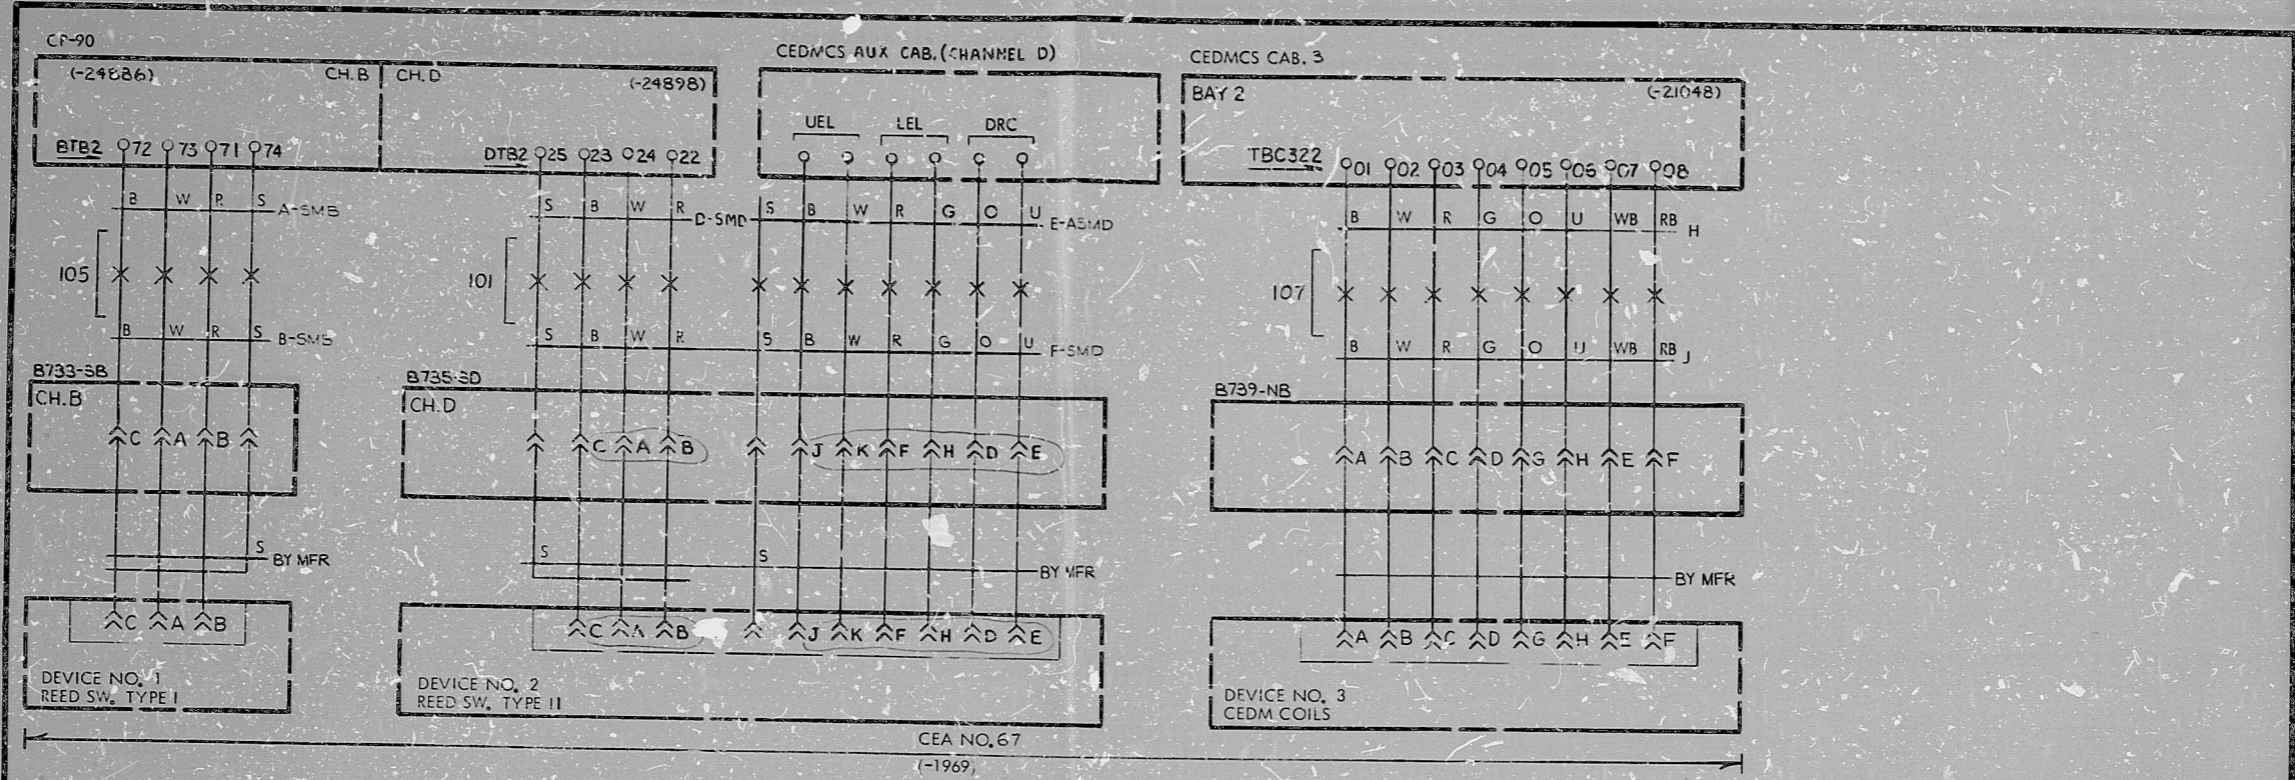 CP-90
CEDMCS AUX CAB. (CHANNEL D)
CEDMCS CAB. 3
(-24886) CH.B CH.D (-24898)
BAY 2 (-21048)
UEL LEL DRC
BTB2 72 73 71 74
DTB2 25 23 24 22
TBC322 01 02 03 04 05 06 07 08
B W R S A-SMB
S B W R D-SMD
S B W R G O U E-ASMD
B W R G O U WB RB H
105
101
107
B W R S B-SMB
S B W R
S B W R G O U F-SMD
B W R G O U WB RB J
B733-SB
B735-SD
B739-NB
CH.B
CH.D
C A B
C A B J K F H D E
A B C D G H E F
S BY MFR
S S BY MFR
BY MFR
C A B
C A B J K F H D E
A B C D G H E F
DEVICE NO. 1
REED SW. TYPE I
DEVICE NO. 2
REED SW. TYPE II
DEVICE NO. 3
CEDM COILS
CEA NO. 67
(-1969)